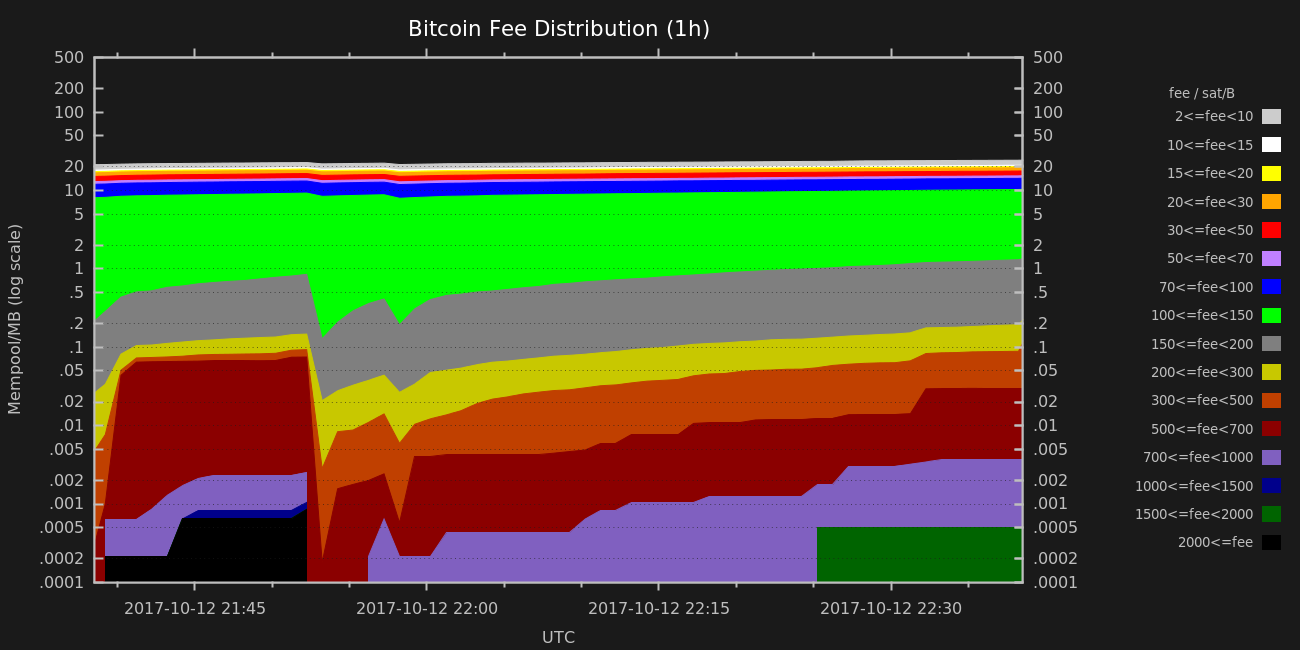 Bitcoin Fee Distribution (1h)
500
200
100
50
20
10
5
2
1
.5
.2
.1
.05
.02
.01
.005
.002
.001
.0005
.0002
.0001
Mempool/MB (log scale)
500
200
100
50
20
10
5
2
1
.5
.2
.1
.05
.02
.01
.005
.002
.001
.0005
.0002
.0001
2017-10-12 21:45
2017-10-12 22:00
2017-10-12 22:15
2017-10-12 22:30
UTC
fee / sat/B
2<=fee<10
10<=fee<15
15<=fee<20
20<=fee<30
30<=fee<50
50<=fee<70
70<=fee<100
100<=fee<150
150<=fee<200
200<=fee<300
300<=fee<500
500<=fee<700
700<=fee<1000
1000<=fee<1500
1500<=fee<2000
2000<=fee